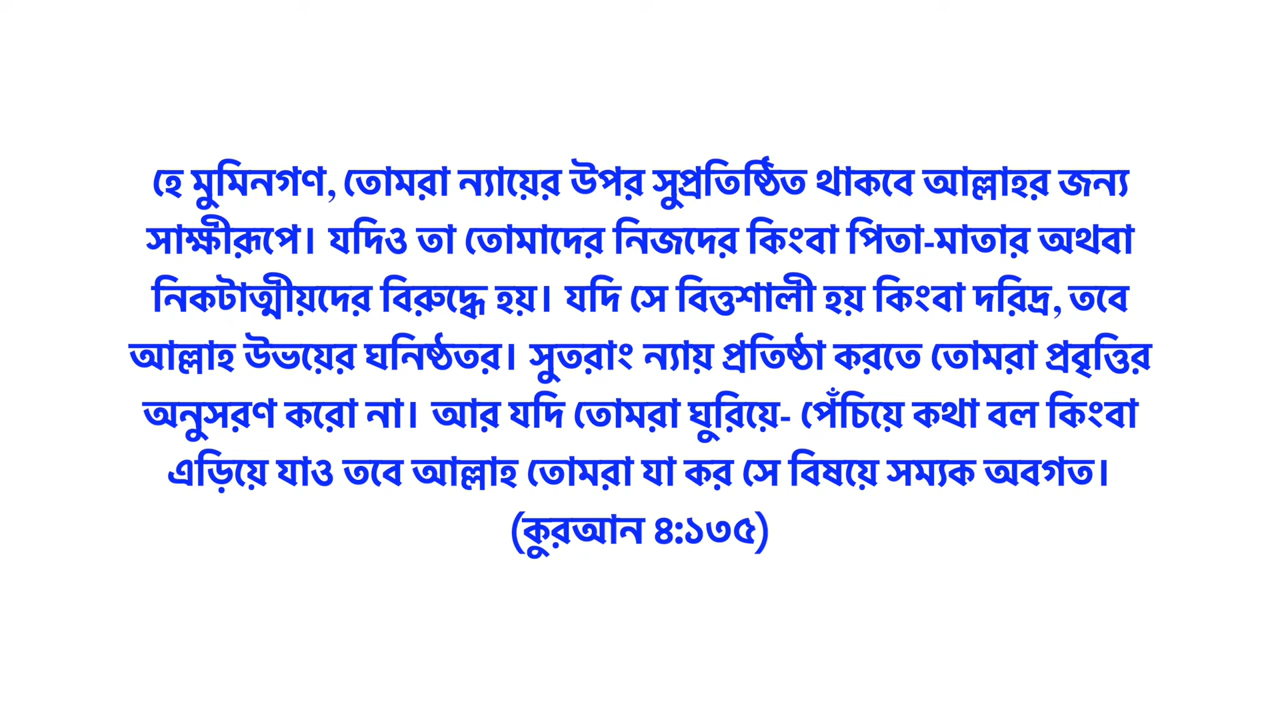 হে মুমিনগণ, তোমরা ন্যায়ের উপর সুপ্রতিষ্ঠিত থাকবে আল্লাহর জন্য
সাক্ষীরূপে। যদিও তা তোমাদের নিজদের কিংবা পিতা-মাতার অথবা
নিকটাত্মীয়দের বিরুদ্ধে হয়। যদি সে বিত্তশালী হয় কিংবা দরিদ্র, তবে
আল্লাহ উভয়ের ঘনিষ্ঠতর। সুতরাং ন্যায় প্রতিষ্ঠা করতে তোমরা প্রবৃত্তির
অনুসরণ করো না। আর যদি তোমরা ঘুরিয়ে- পেঁচিয়ে কথা বল কিংবা
এড়িয়ে যাও তবে আল্লাহ তোমরা যা কর সে বিষয়ে সম্যক অবগত।
(কুরআন ৪:১৩৫)